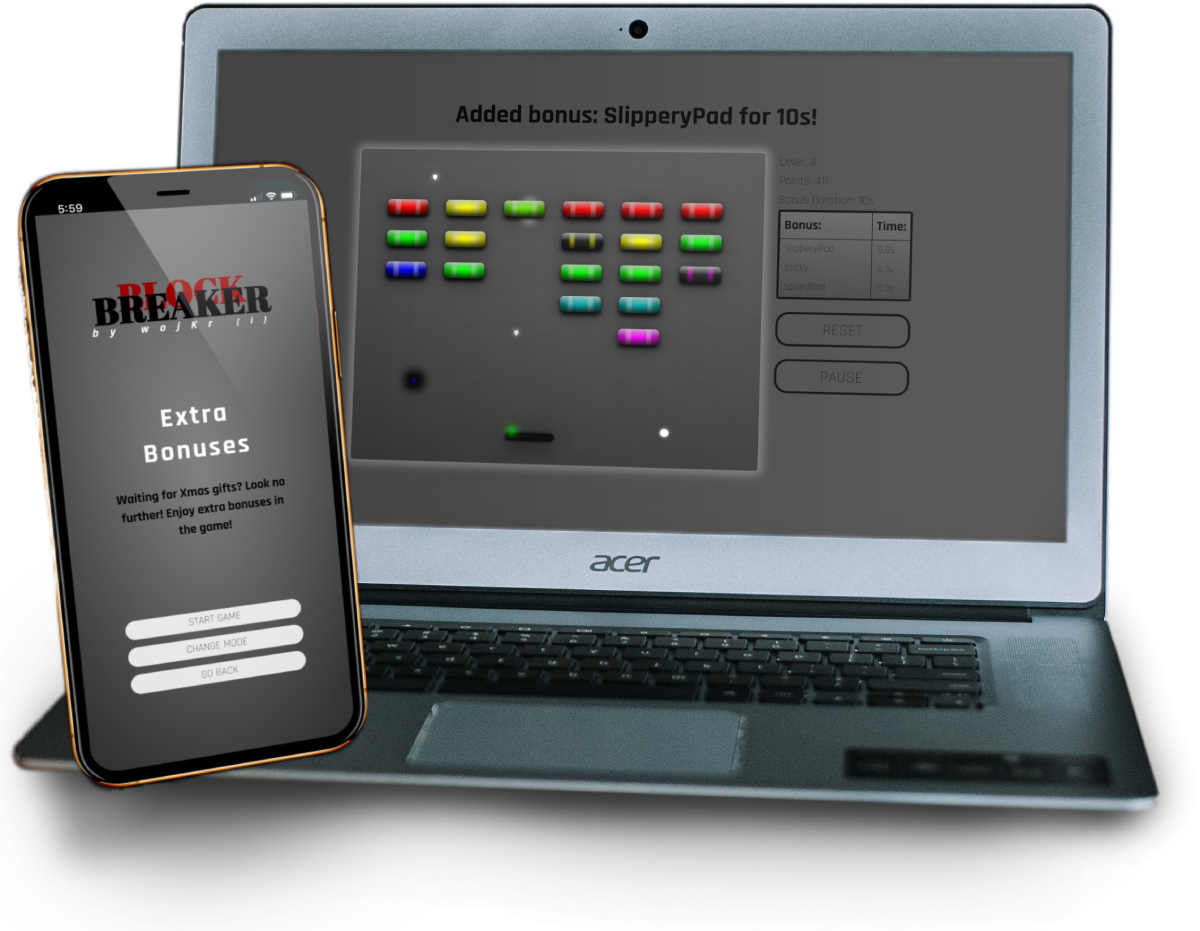 Added bonus: SlipperyPad for 10s!
Level: 8
Points: 411
Bonus Duration: 10s
Bonus: Time:
slipperyPad 9.8s
sticky 5.1s
speedBall 5.3s
RESET
PAUSE
acer
backspace
5:59
BLOCK
BREAKER
by wojKr [i]
Extra
Bonuses
Waiting for Xmas gifts? Look no
further! Enjoy extra bonuses in
the game!
START GAME
CHANGE MODE
GO BACK